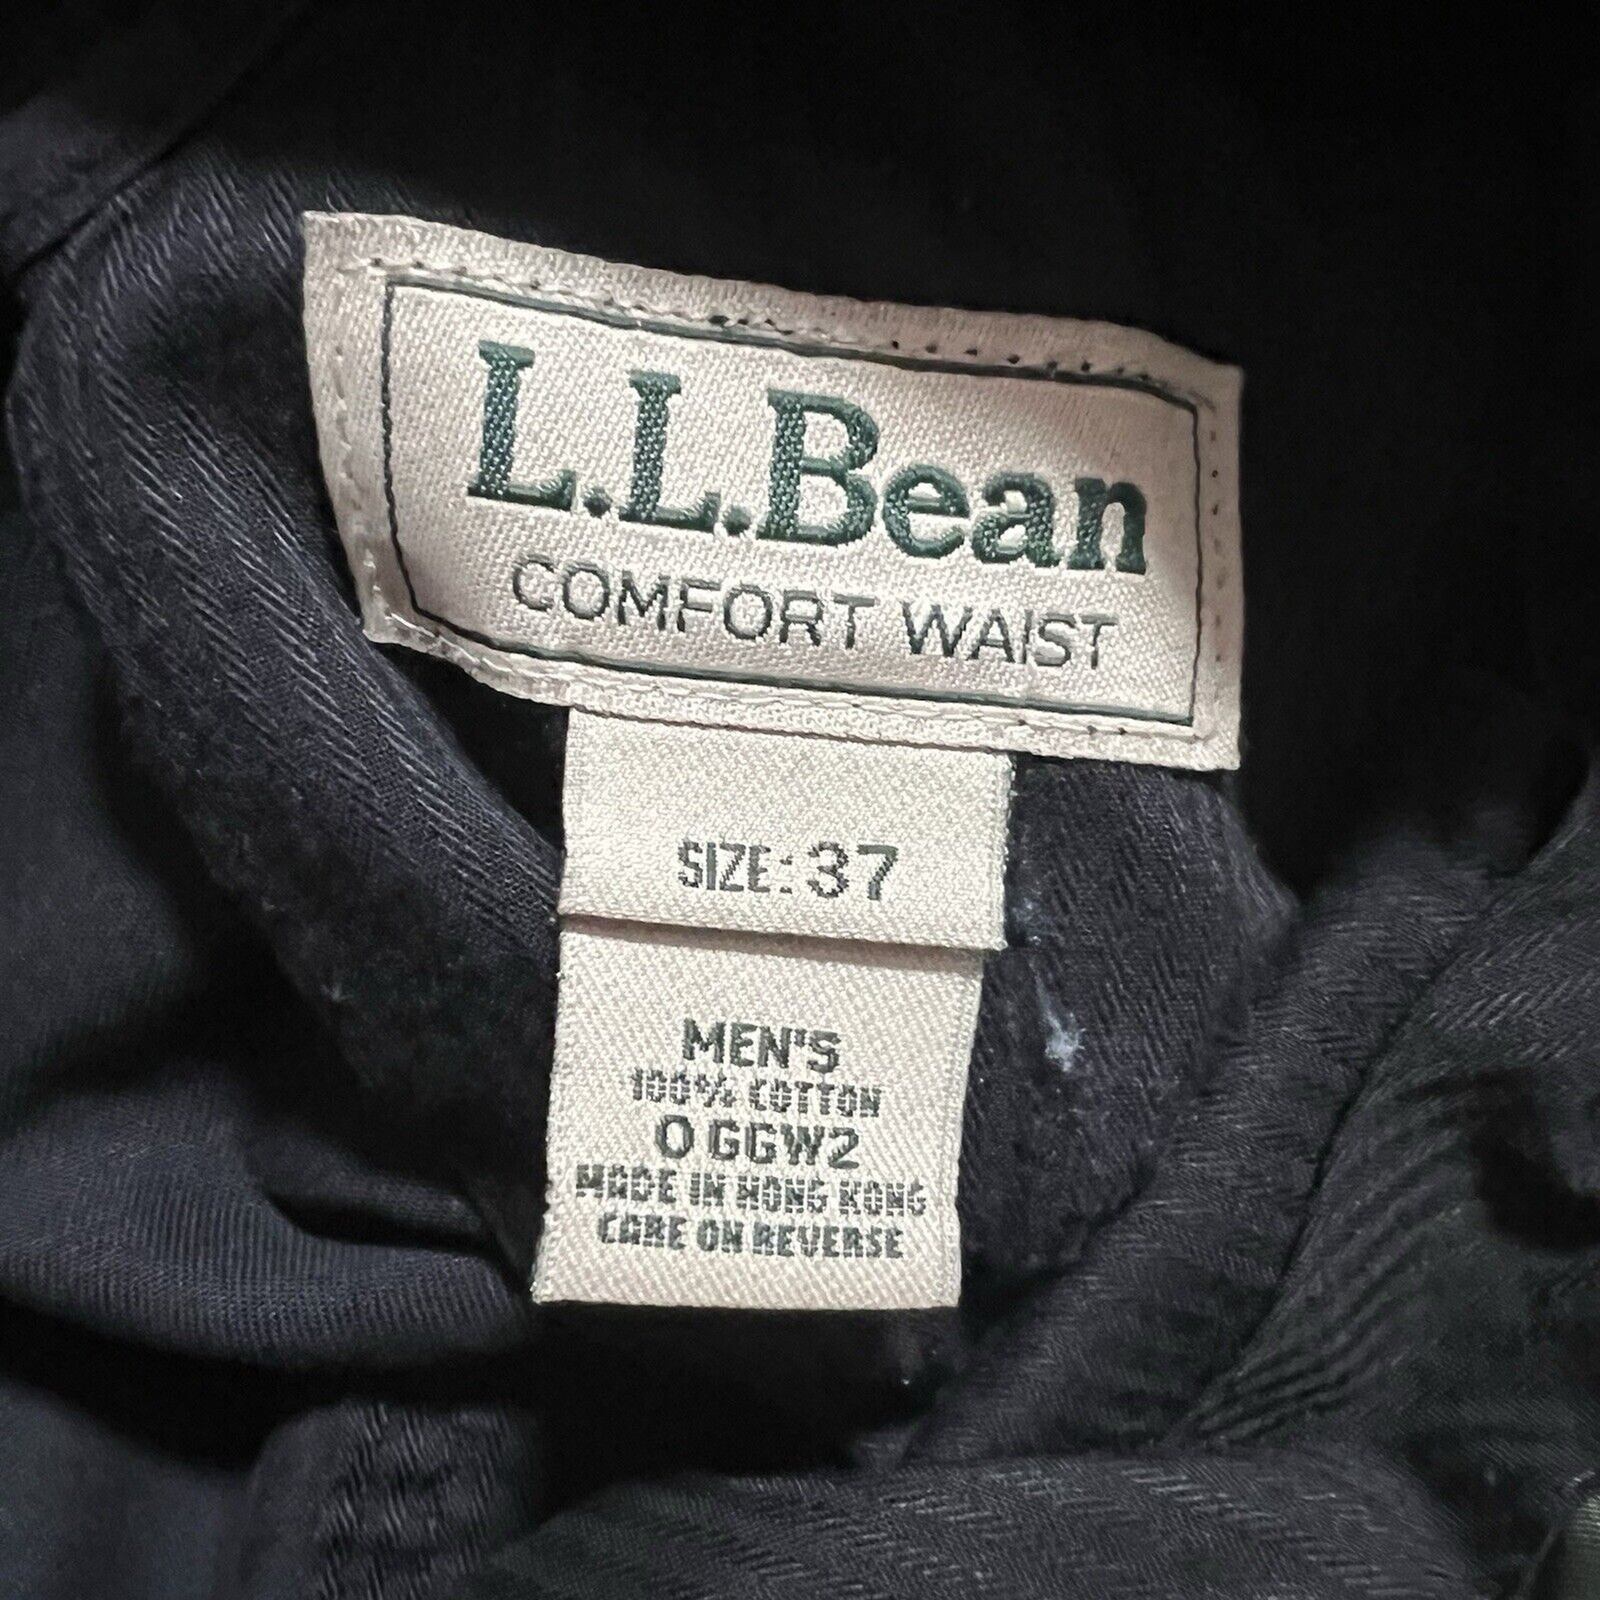 L.L.Bean
COMFORT WAIST
SIZE: 37
MEN'S
100% COTTON
0 GGW2
MADE IN HONG KONG
CARE ON REVERSE